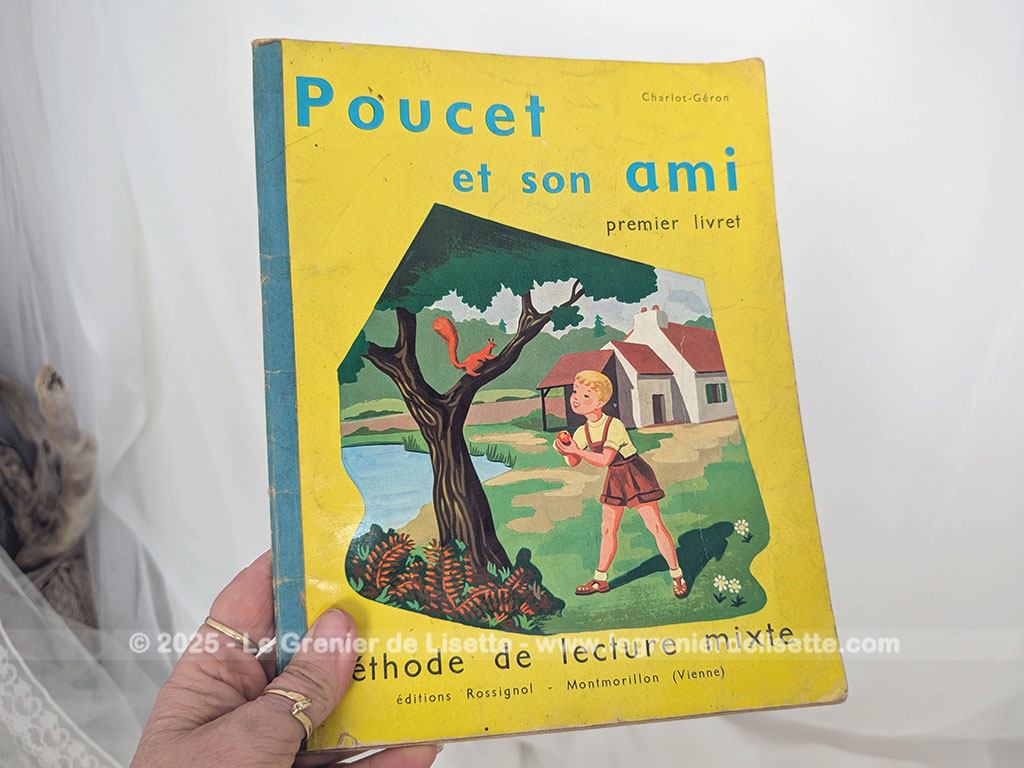 Poucet
Charlot-Géron
et son ami
premier livret
éthode de lecture mixte
© 2025 - Le Grenier de Lisette - www.legrenierdelisette.com
éditions Rossignol - Montmorillon (Vienne)